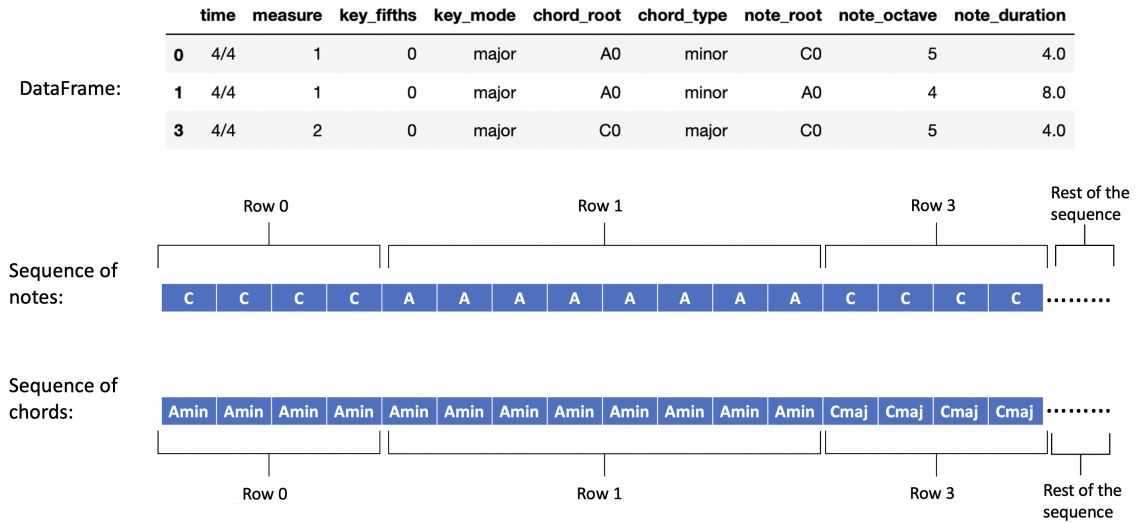 time measure key_fifths key_mode chord_root chord_type note_root note_octave note_duration
0 4/4 1 0 major A0 minor C0 5 4.0
DataFrame:
1 4/4 1 0 major A0 minor A0 4 8.0
3 4/4 2 0 major C0 major C0 5 4.0
Row 0 Row 1 Row 3 Rest of the
sequence
Sequence of
notes:
C C C C A A A A A A A A C C C C ………
Sequence of
chords:
Amin Amin Amin Amin Amin Amin Amin Amin Amin Amin Amin Amin Cmaj Cmaj Cmaj Cmaj ………
Row 0 Row 1 Row 3 Rest of the
sequence